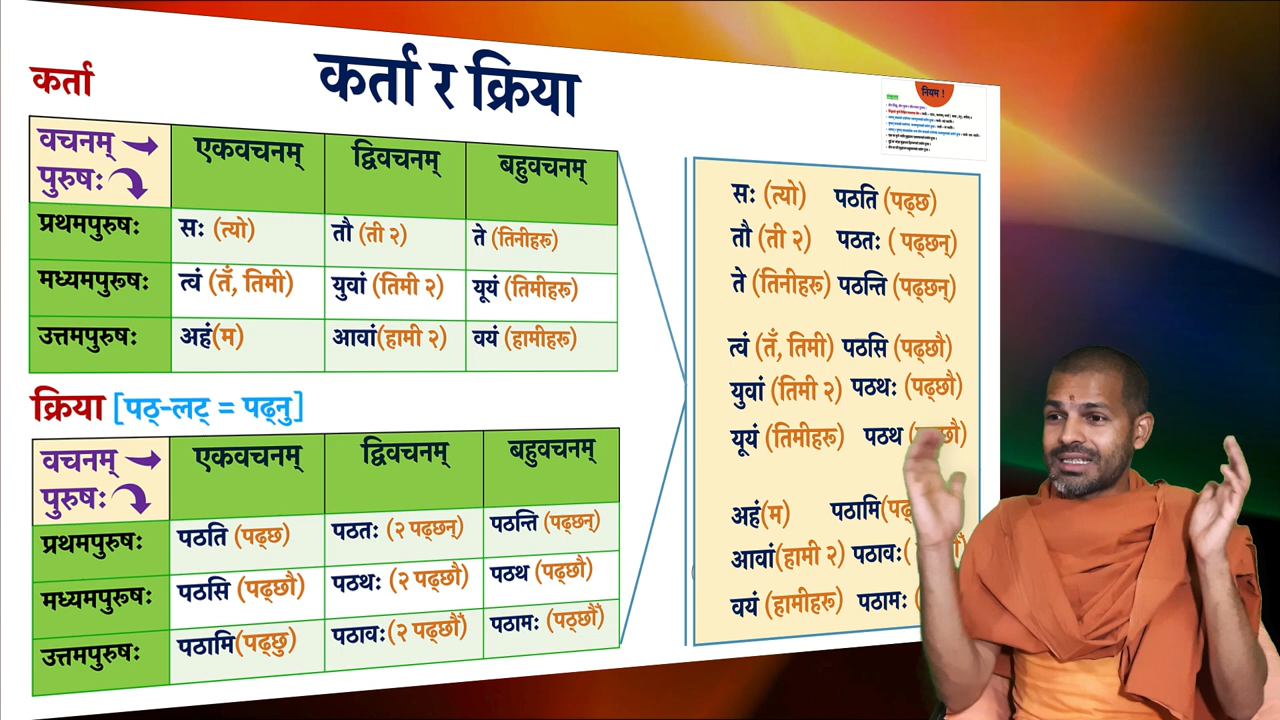 कर्ता र क्रिया
कर्ता
वचनम् एकवचनम् द्विवचनम् बहुवचनम्
पुरुषः
प्रथमपुरुषः सः (त्यो) तौ (ती २) ते (तिनीहरू)
मध्यमपुरूषः त्वं (तँ, तिमी) युवां (तिमी २) यूयं (तिमीहरू)
उत्तमपुरुषः अहं(म) आवां(हामी २) वयं (हामीहरू)
क्रिया [पठ्-लट् = पढ्नु]
वचनम् एकवचनम् द्विवचनम् बहुवचनम्
पुरुषः
प्रथमपुरुषः पठति (पढ्छ) पठतः (२ पढ्छन्) पठन्ति (पढ्छन्)
मध्यमपुरूषः पठसि (पढ्छौ) पठथः (२ पढ्छौ) पठथ (पढ्छौ)
उत्तमपुरुषः पठामि(पढ्छु) पठावः(२ पढ्छौँ) पठामः (पठ्छौँ)
नियम !
सः (त्यो) पठति (पढ्छ)
तौ (ती २) पठतः ( पढ्छन्)
ते (तिनीहरू) पठन्ति (पढ्छन्)
त्वं (तँ, तिमी) पठसि (पढ्छौ)
युवां (तिमी २) पठथः (पढ्छौ)
यूयं (तिमीहरू) पठथ
अहं(म) पठामि
आवां(हामी २) पठावः
वयं (हामीहरू) पठामः